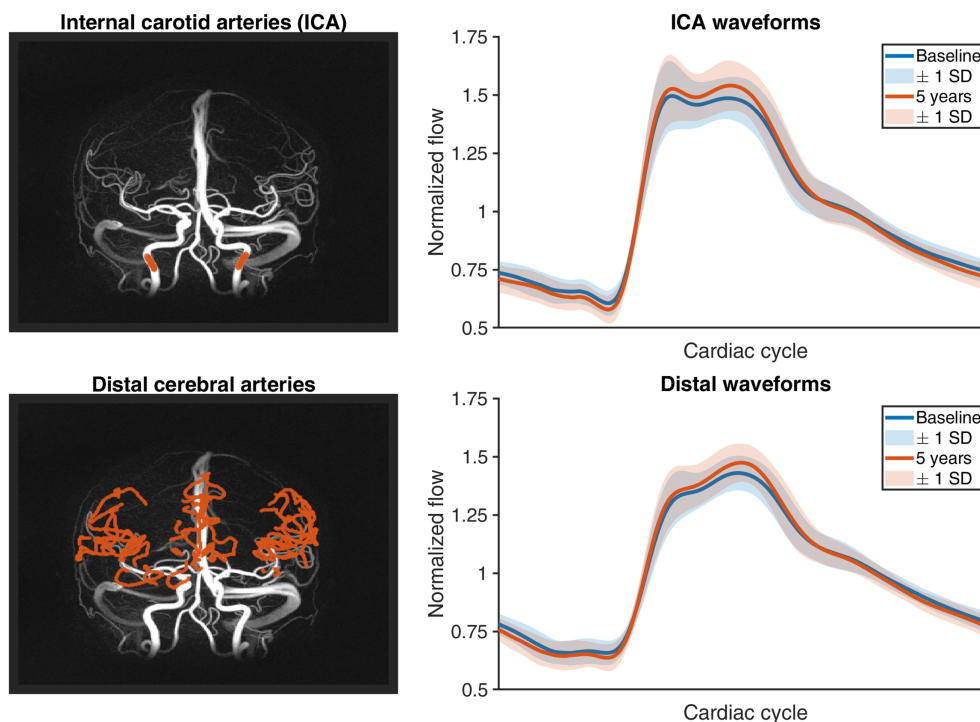 Internal carotid arteries (ICA)
ICA waveforms
1.75
1.5
1.25
1
0.75
0.5
Normalized flow
Cardiac cycle
Baseline
± 1 SD
5 years
± 1 SD
Distal cerebral arteries
Distal waveforms
1.75
1.5
1.25
1
0.75
0.5
Normalized flow
Cardiac cycle
Baseline
± 1 SD
5 years
± 1 SD